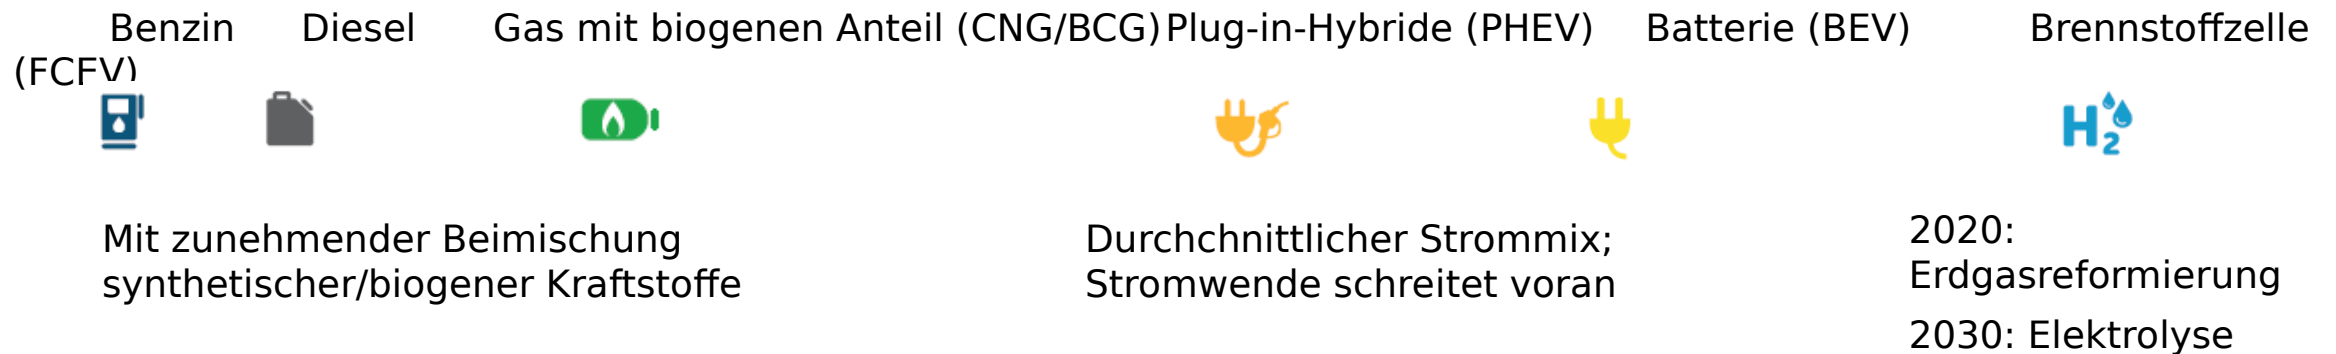 Benzin Diesel Gas mit biogenen Anteil (CNG/BCG) Plug-in-Hybride (PHEV) Batterie (BEV) Brennstoffzelle
(FCFV)
H2
Mit zunehmender Beimischung
synthetischer/biogener Kraftstoffe
Durchchnittlicher Strommix;
Stromwende schreitet voran
2020:
Erdgasreformierung
2030: Elektrolyse